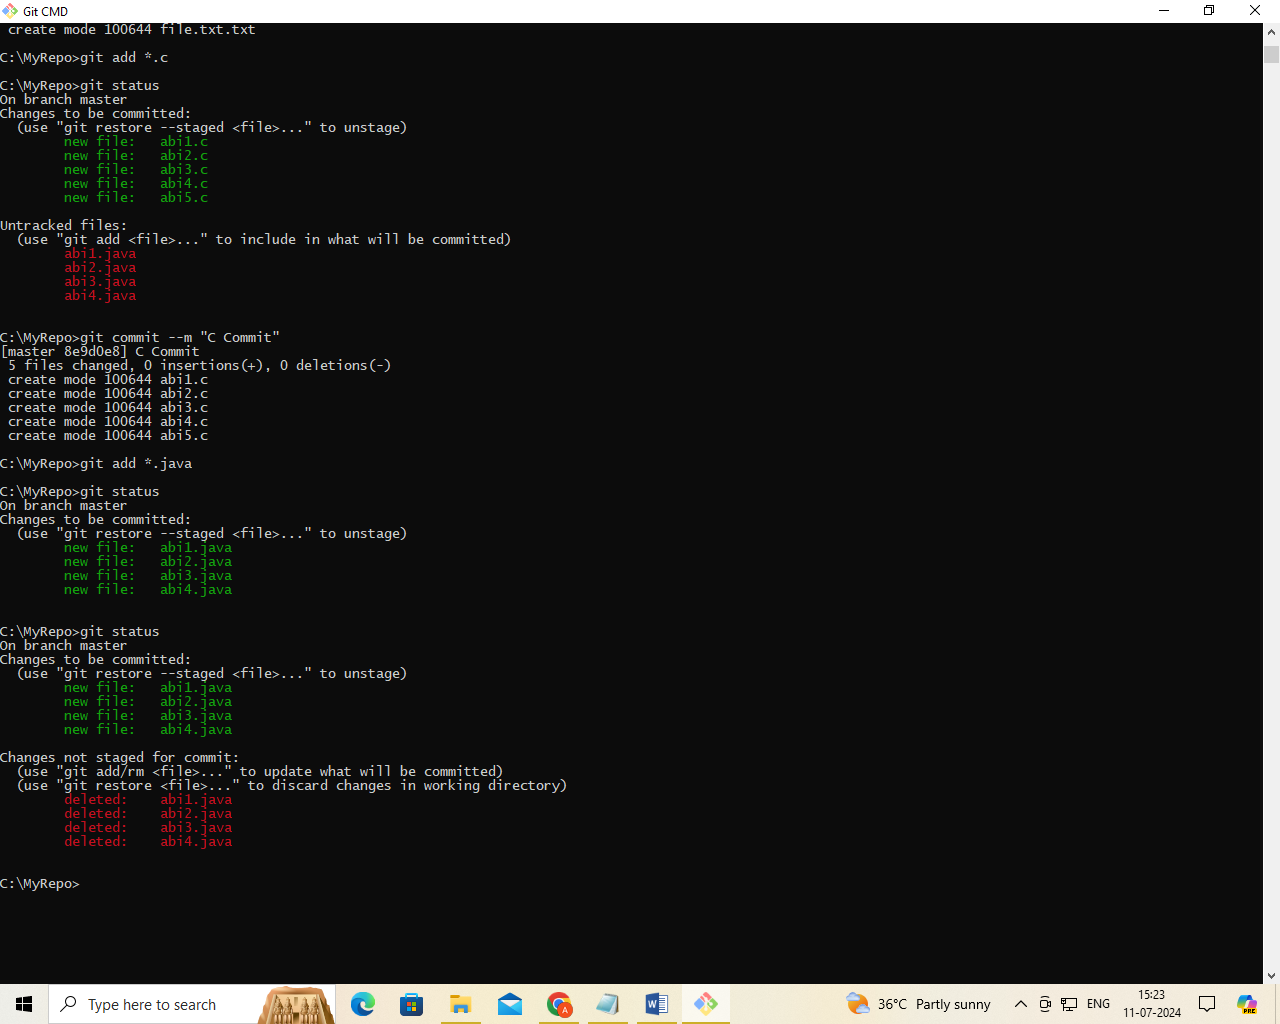 Git CMD
 create mode 100644 file.txt.txt
C:\MyRepo>git add *.c
C:\MyRepo>git status
On branch master
Changes to be committed:
  (use "git restore --staged <file>..." to unstage)
        new file:   abi1.c
        new file:   abi2.c
        new file:   abi3.c
        new file:   abi4.c
        new file:   abi5.c
Untracked files:
  (use "git add <file>..." to include in what will be committed)
        abi1.java
        abi2.java
        abi3.java
        abi4.java
C:\MyRepo>git commit --m "C Commit"
[master 8e9d0e8] C Commit
 5 files changed, 0 insertions(+), 0 deletions(-)
 create mode 100644 abi1.c
 create mode 100644 abi2.c
 create mode 100644 abi3.c
 create mode 100644 abi4.c
 create mode 100644 abi5.c
C:\MyRepo>git add *.java
C:\MyRepo>git status
On branch master
Changes to be committed:
  (use "git restore --staged <file>..." to unstage)
        new file:   abi1.java
        new file:   abi2.java
        new file:   abi3.java
        new file:   abi4.java
C:\MyRepo>git status
On branch master
Changes to be committed:
  (use "git restore --staged <file>..." to unstage)
        new file:   abi1.java
        new file:   abi2.java
        new file:   abi3.java
        new file:   abi4.java
Changes not staged for commit:
  (use "git add/rm <file>..." to update what will be committed)
  (use "git restore <file>..." to discard changes in working directory)
        deleted:    abi1.java
        deleted:    abi2.java
        deleted:    abi3.java
        deleted:    abi4.java
C:\MyRepo>
Type here to search
A
W
36°C Partly sunny
ENG
15:23
11-07-2024
PRE